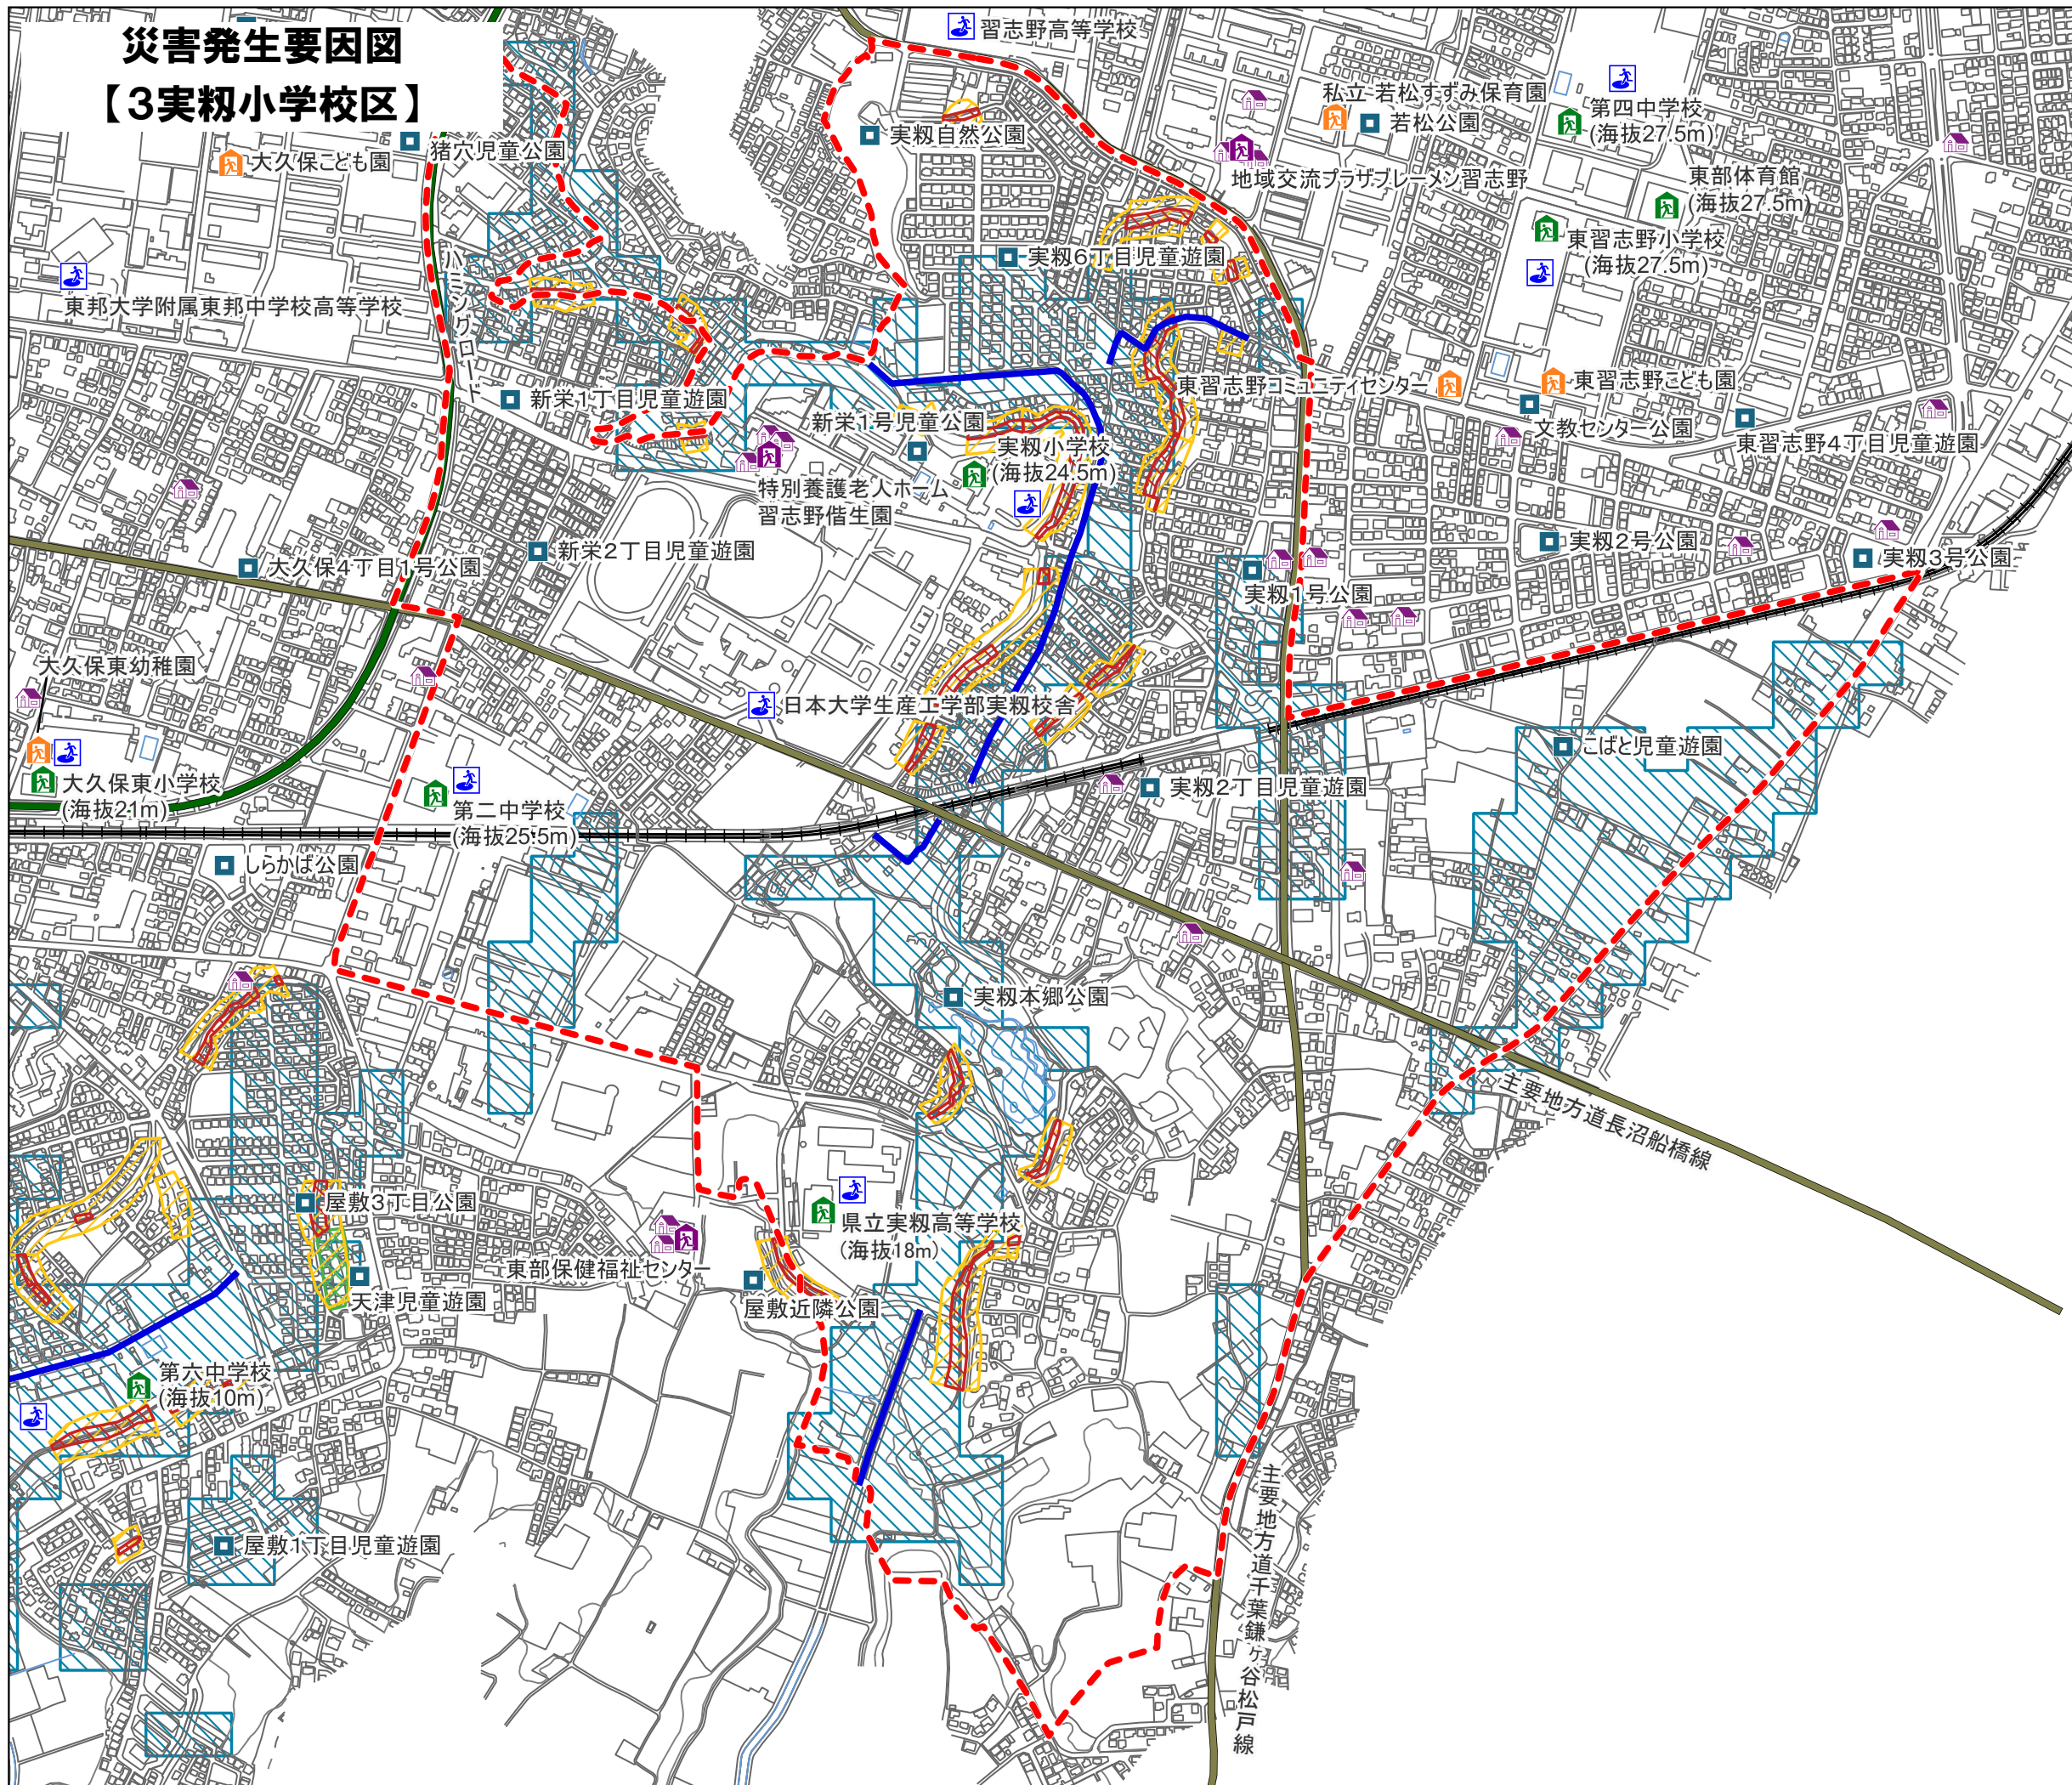 災害発生要因図
【３実籾小学校区】
習志野高等学校
私立 若松すずみ保育園
若松公園
第四中学校
(海抜27.5m)
実籾自然公園
猪穴児童公園
大久保こども園
地域交流プラザブレーメン習志野
東部体育館
(海抜27.5m)
東習志野小学校
(海抜27.5m)
実籾６丁目児童遊園
東邦大学附属東邦中学校高等学校
ハミングロード
東習志野コミュニティセンター
東習志野こども園
新栄１丁目児童遊園
新栄１号児童公園
文教センター公園
東習志野４丁目児童遊園
実籾小学校
(海抜24.5m)
特別養護老人ホーム
習志野偕生園
新栄２丁目児童遊園
実籾２号公園
実籾３号公園
大久保４丁目１号公園
実籾１号公園
大久保東幼稚園
日本大学生産工学部実籾校舎
こばと児童遊園
大久保東小学校
(海抜21m)
実籾２丁目児童遊園
第二中学校
(海抜25.5m)
しらかば公園
実籾本郷公園
主要地方道長沼船橋線
屋敷３丁目公園
県立実籾高等学校
(海抜18m)
東部保健福祉センター
天津児童遊園
屋敷近隣公園
第六中学校
(海抜10m)
主要地方道千葉鎌ヶ谷松戸線
屋敷１丁目児童遊園